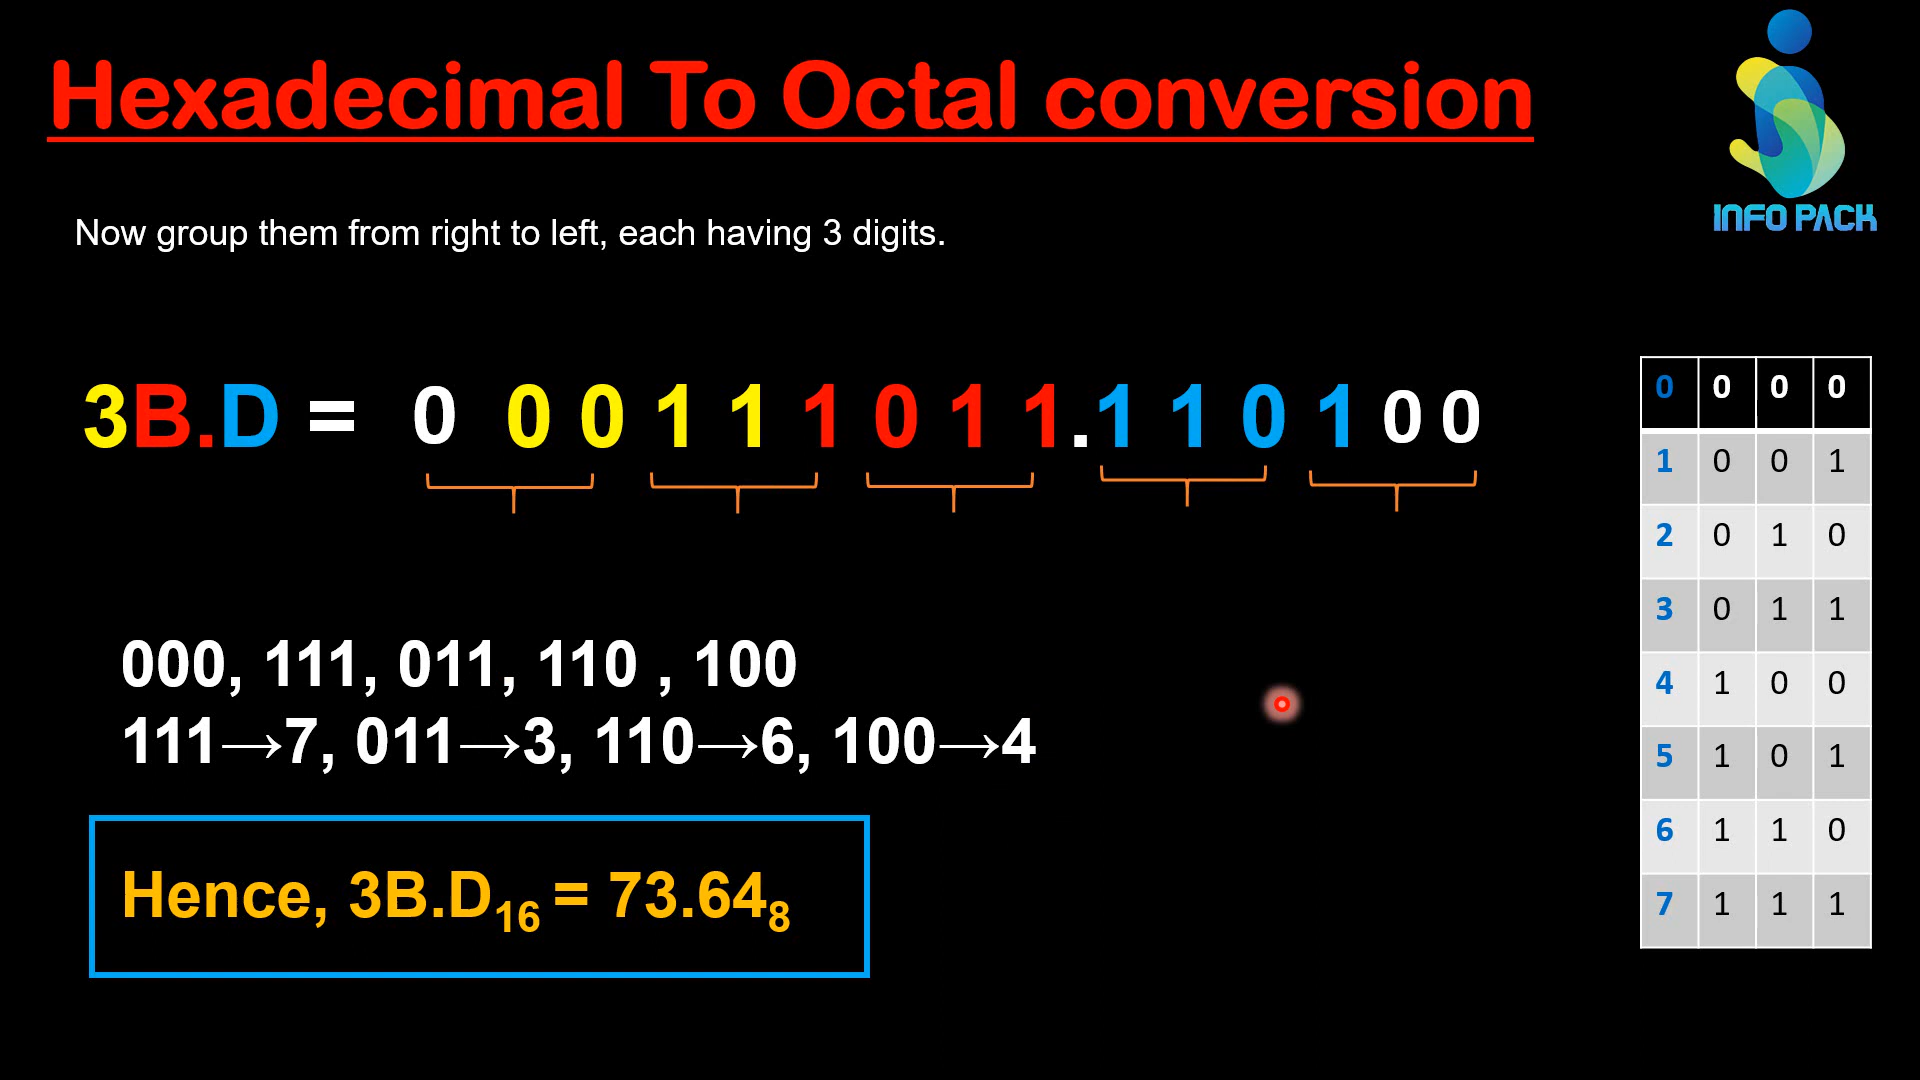 Hexadecimal To Octal conversion
INFO PACK
Now group them from right to left, each having 3 digits.
3B.D = 0 0 0 1 1 1 0 1 1 . 1 1 0 1 0 0
000, 111, 011, 110 , 100
111→7, 011→3, 110→6, 100→4
Hence, 3B.D₁₆ = 73.64₈
0 0 0 0
1 0 0 1
2 0 1 0
3 0 1 1
4 1 0 0
5 1 0 1
6 1 1 0
7 1 1 1